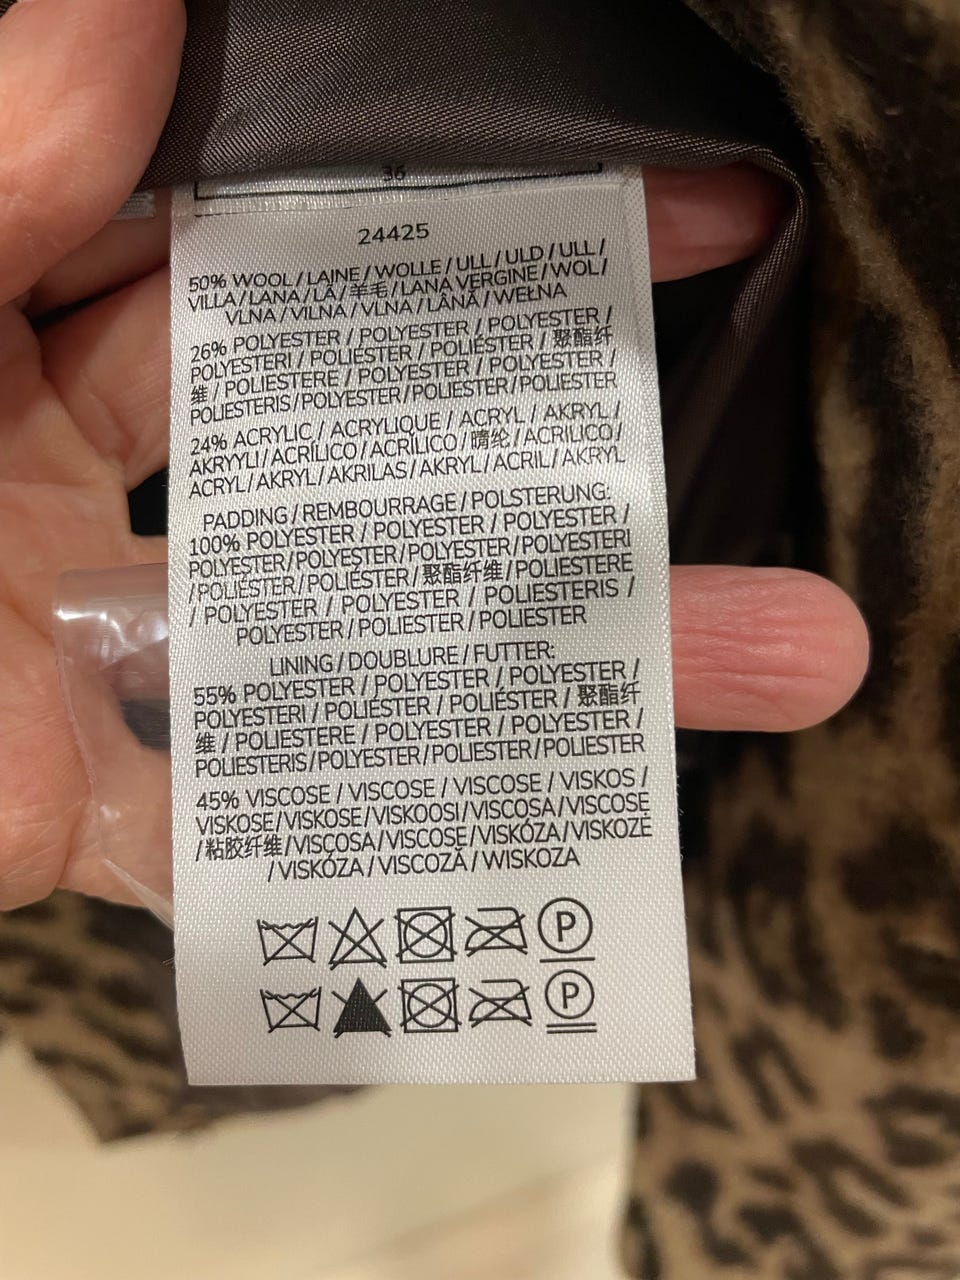 36
24425
50% WOOL / LAINE / WOLLE / ULL / ULD / ULL /
VILLA / LANA / LÃ / 羊毛 / LANA VERGINE / WOL /
VLNA / VILNA / VLNA / LÂNĂ / WEŁNA
26% POLYESTER / POLYESTER / POLYESTER /
POLYESTERI / POLIÉSTER / POLIÉSTER / 聚酯纤
维 / POLIESTERE / POLYESTER / POLYESTER /
POLIESTERIS / POLYESTER / POLIESTER / POLIESTER
24% ACRYLIC / ACRYLIQUE / ACRYL / AKRYL /
AKRYYLI / ACRÍLICO / ACRÍLICO / 晴纶 / ACRILICO /
ACRYL / AKRYL / AKRILAS / AKRYL / ACRIL / AKRYL
PADDING / REMBOURRAGE / POLSTERUNG:
100% POLYESTER / POLYESTER / POLYESTER /
POLYESTER / POLYESTER / POLYESTER / POLYESTERI
/ POLIÉSTER / POLIÉSTER / 聚酯纤维 / POLIESTERE
/ POLYESTER / POLYESTER / POLIESTERIS /
POLYESTER / POLIESTER / POLIESTER
LINING / DOUBLURE / FUTTER:
55% POLYESTER / POLYESTER / POLYESTER /
POLYESTERI / POLIÉSTER / POLIÉSTER / 聚酯纤
维 / POLIESTERE / POLYESTER / POLYESTER /
POLIESTERIS / POLYESTER / POLIESTER / POLIESTER
45% VISCOSE / VISCOSE / VISCOSE / VISKOS /
VISKOSE / VISKOSE / VISKOOSI / VISCOSA / VISCOSE
/ 粘胶纤维 / VISCOSA / VISCOSE / VISKÓZA / VISKOZĖ
/ VISKÓZA / VISCOZĂ / WISKOZA
P
P